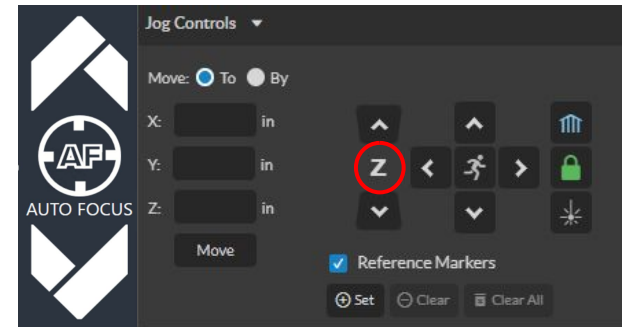 Jog Controls
Move: To By
X: in
Y: in
Z: in
Move
AF
AUTO FOCUS
Z
Reference Markers
Set Clear Clear All